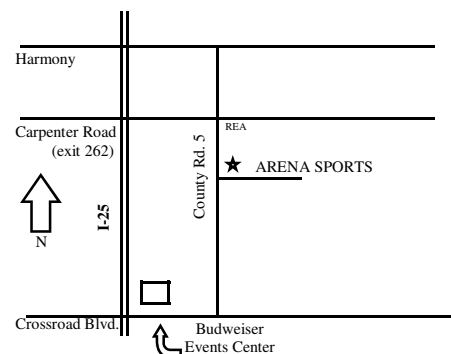 Harmony
Carpenter Road
(exit 262)
REA
County Rd. 5
ARENA SPORTS
I-25
N
Crossroad Blvd.
Budweiser
Events Center